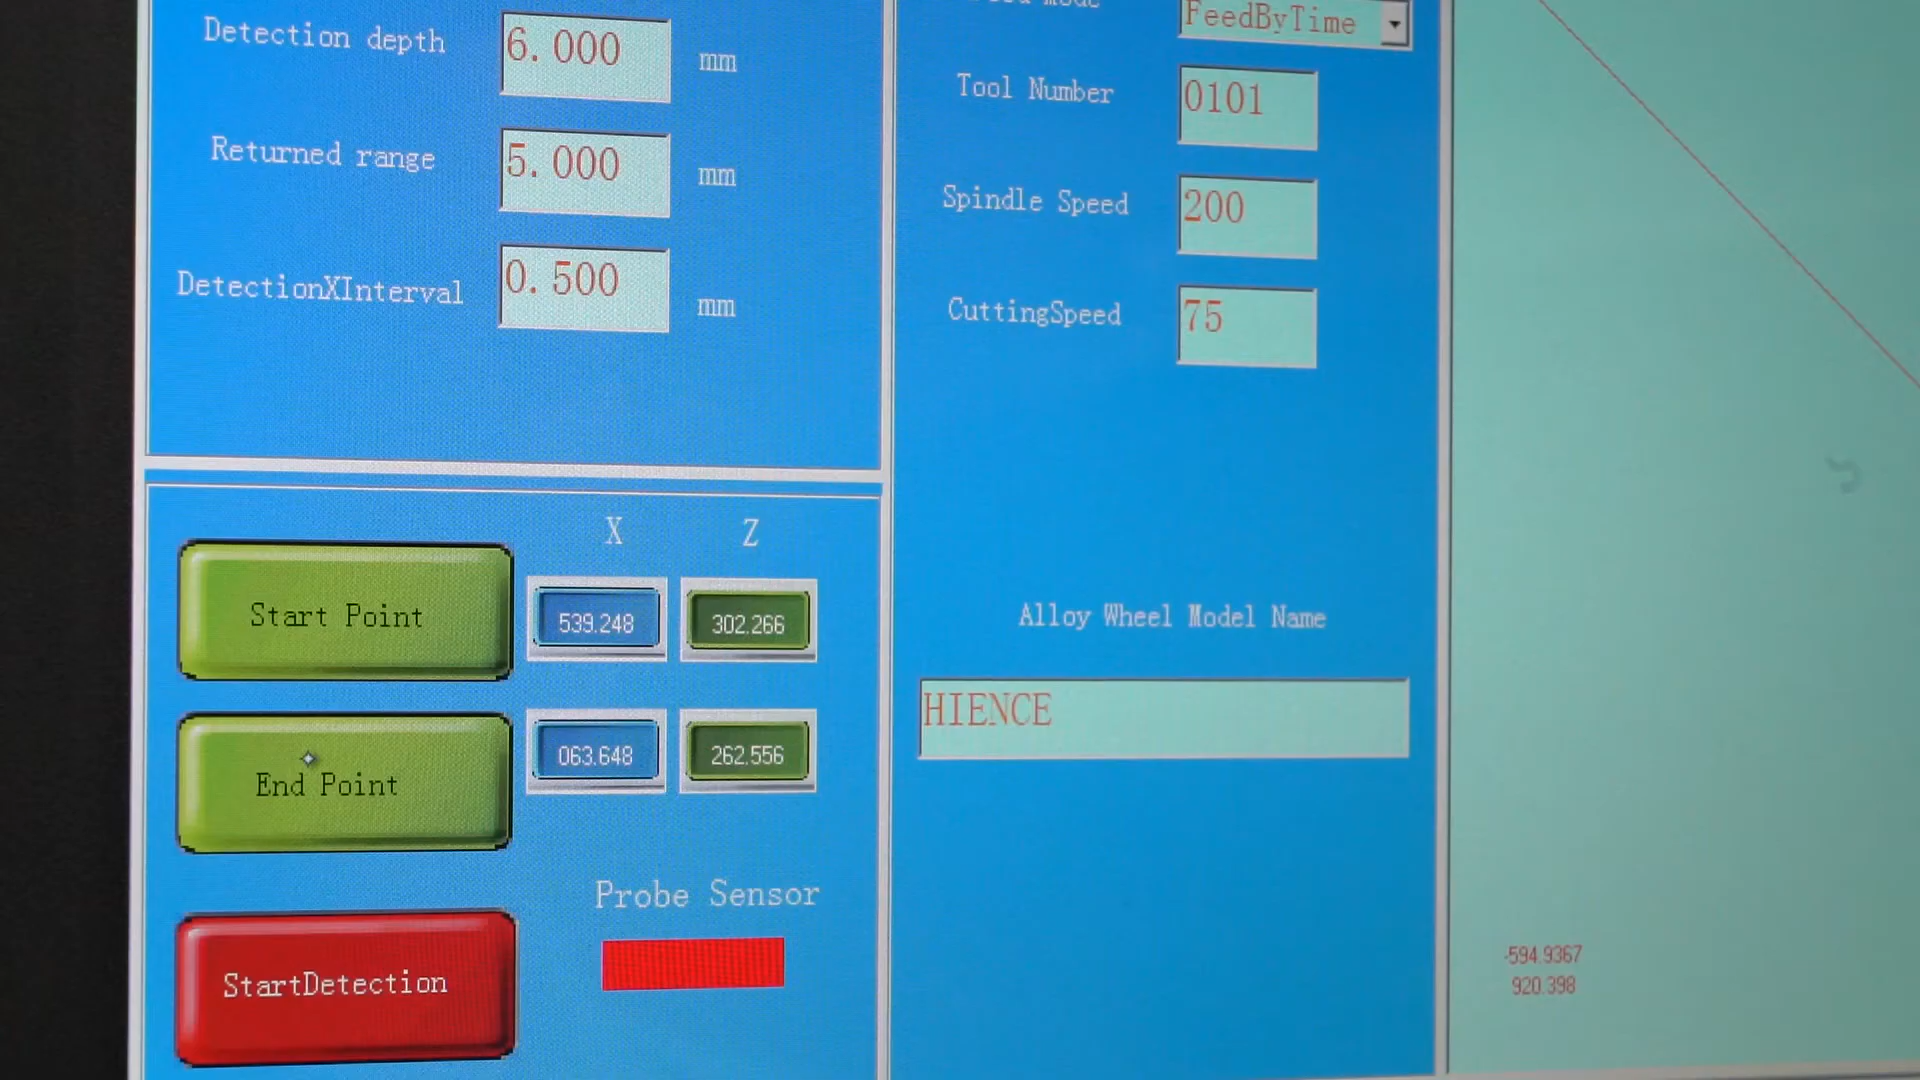 Detection depth 6.000 mm
Returned range 5.000 mm
DetectionXInterval 0.500 mm
FeedByTime
Tool Number 0101
Spindle Speed 200
CuttingSpeed 75
X Z
Start Point 539.248 302.266
End Point 063.648 262.556
Probe Sensor
StartDetection
Alloy Wheel Model Name
HIENCE
-594.9367
920.398